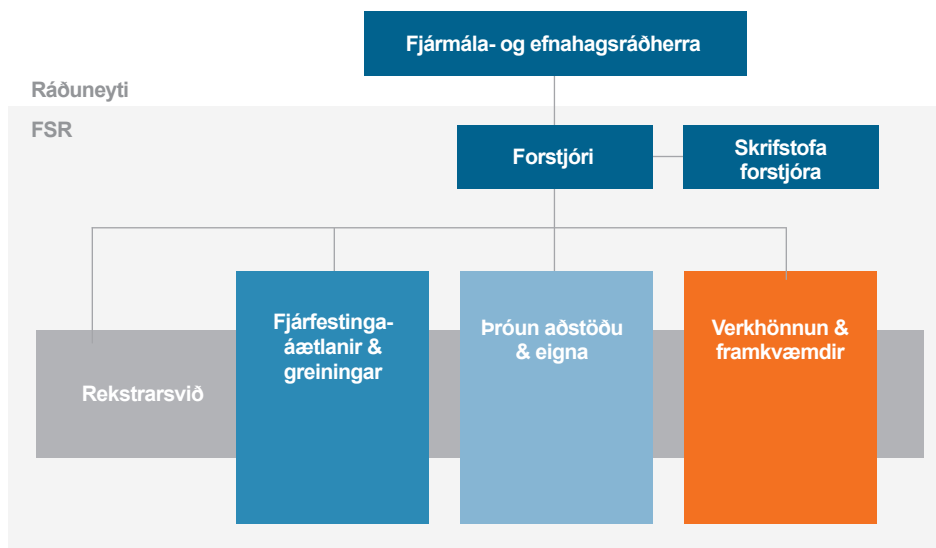 Fjármála- og efnahagsráðherra
Ráðuneyti
FSR
Forstjóri
Skrifstofa
forstjóra
Fjárfestinga-
áætlanir &
greiningar
Þróun aðstöðu
& eigna
Verkhönnun &
framkvæmdir
Rekstrarsvið